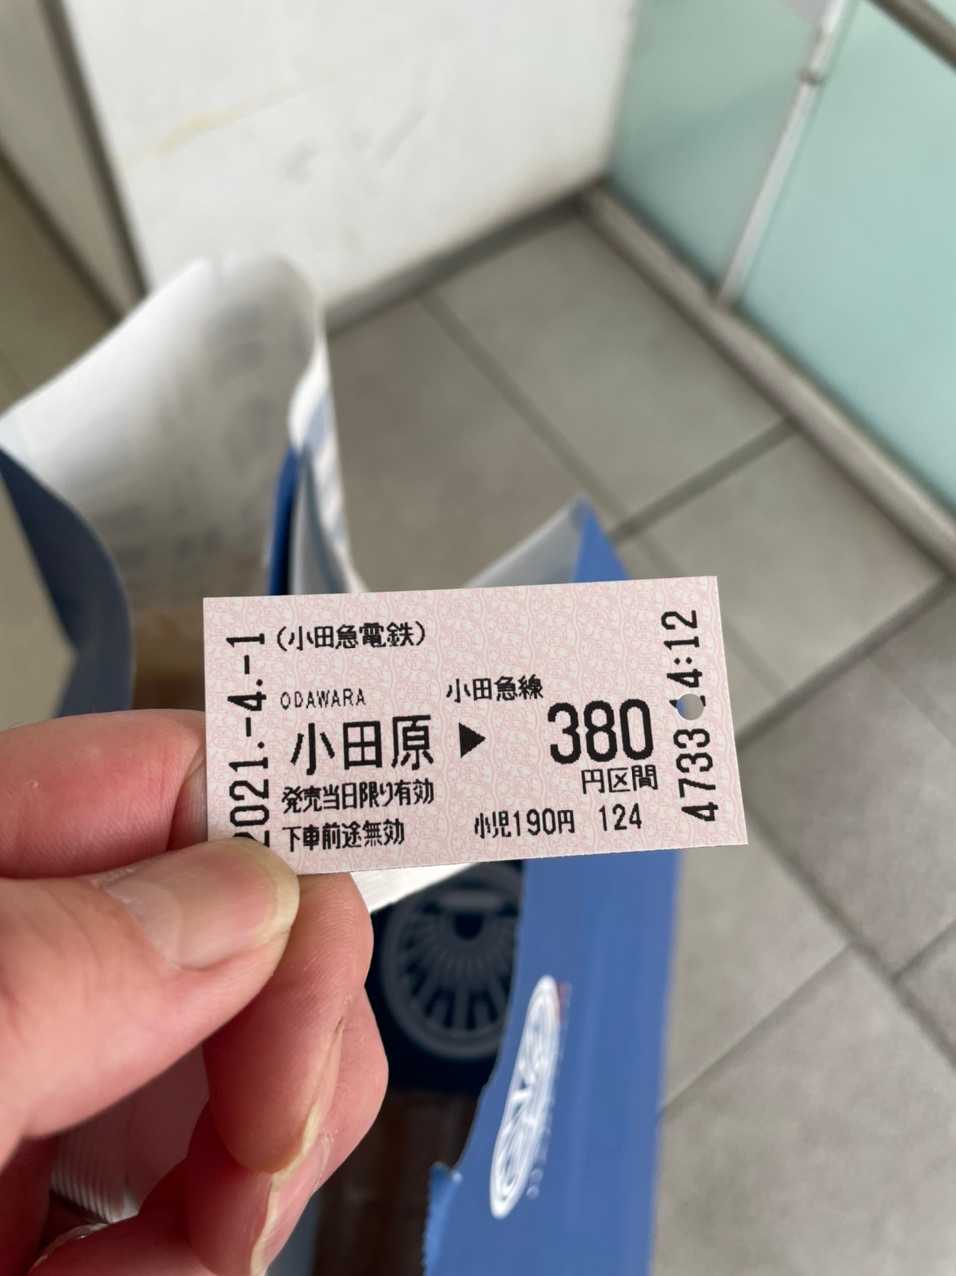 2021.-4.-1
(小田急電鉄)
ODAWARA
小田原 ▶ 小田急線 380
円区間
発売当日限り有効
下車前途無効
小児190円 124
4733 14:12